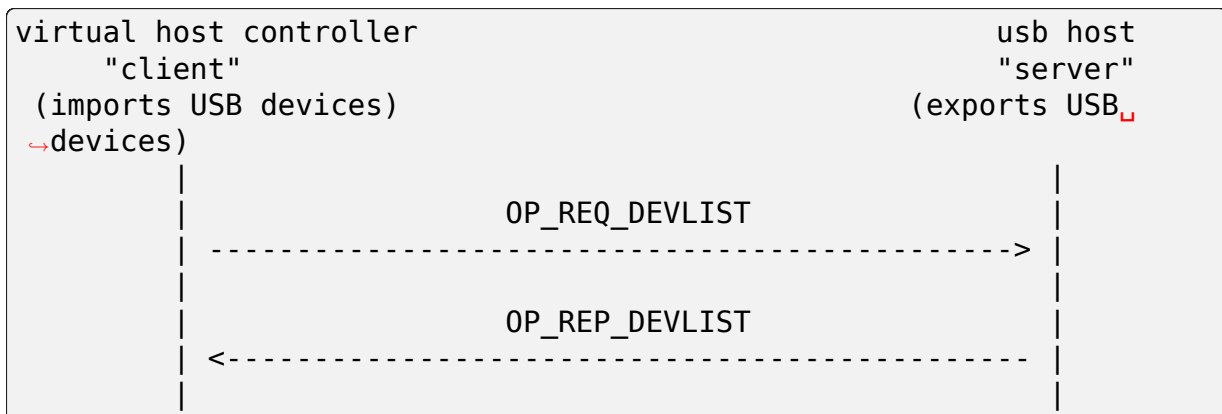 virtual host controller                                 usb host
     "client"                                           "server"
 (imports USB devices)                             (exports USB␣
 ↪devices)
         |                                                  |
         |                  OP_REQ_DEVLIST                  |
         | ----------------------------------------------> |
         |                                                  |
         |                  OP_REP_DEVLIST                  |
         | <---------------------------------------------- |
         |                                                  |